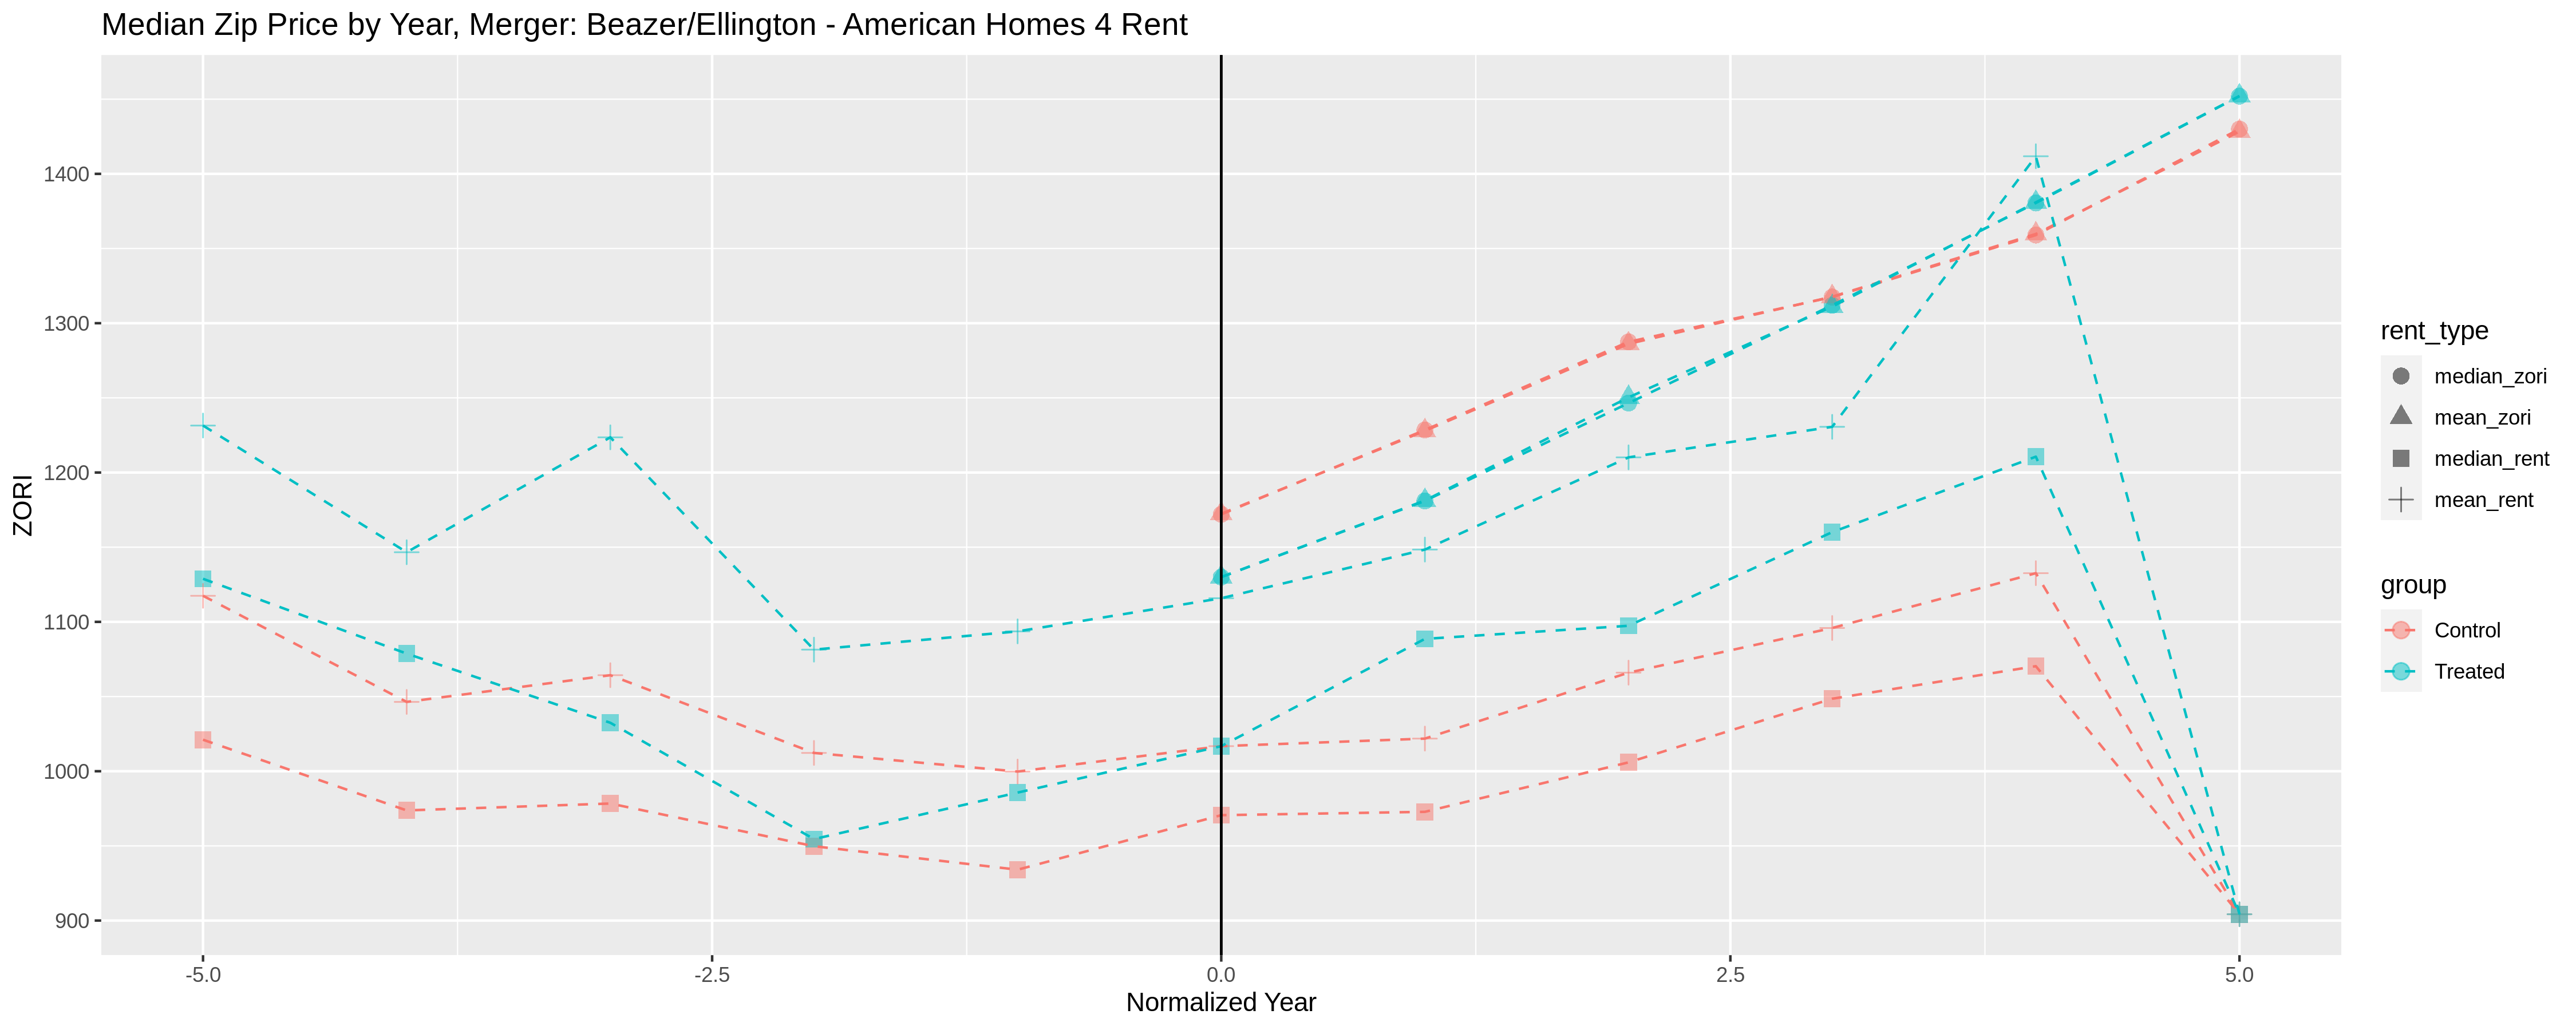 Median Zip Price by Year, Merger: Beazer/Ellington - American Homes 4 Rent
ZORI
1400
1300
1200
1100
1000
900
-5.0
-2.5
0.0
2.5
5.0
Normalized Year
rent_type
median_zori
mean_zori
median_rent
mean_rent
group
Control
Treated